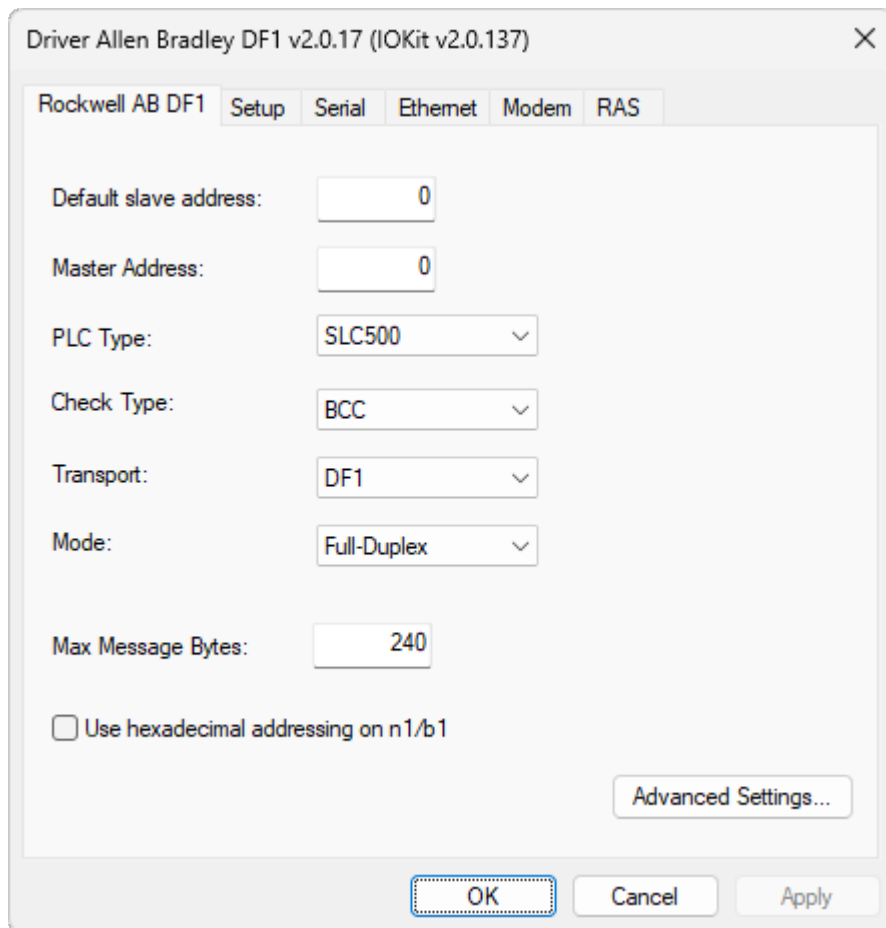 Driver Allen Bradley DF1 v2.0.17 (IOKit v2.0.137)
Rockwell AB DF1 Setup Serial Ethernet Modem RAS
Default slave address: 0
Master Address: 0
PLC Type: SLC500
Check Type: BCC
Transport: DF1
Mode: Full-Duplex
Max Message Bytes: 240
Use hexadecimal addressing on n1/b1
Advanced Settings...
OK Cancel Apply